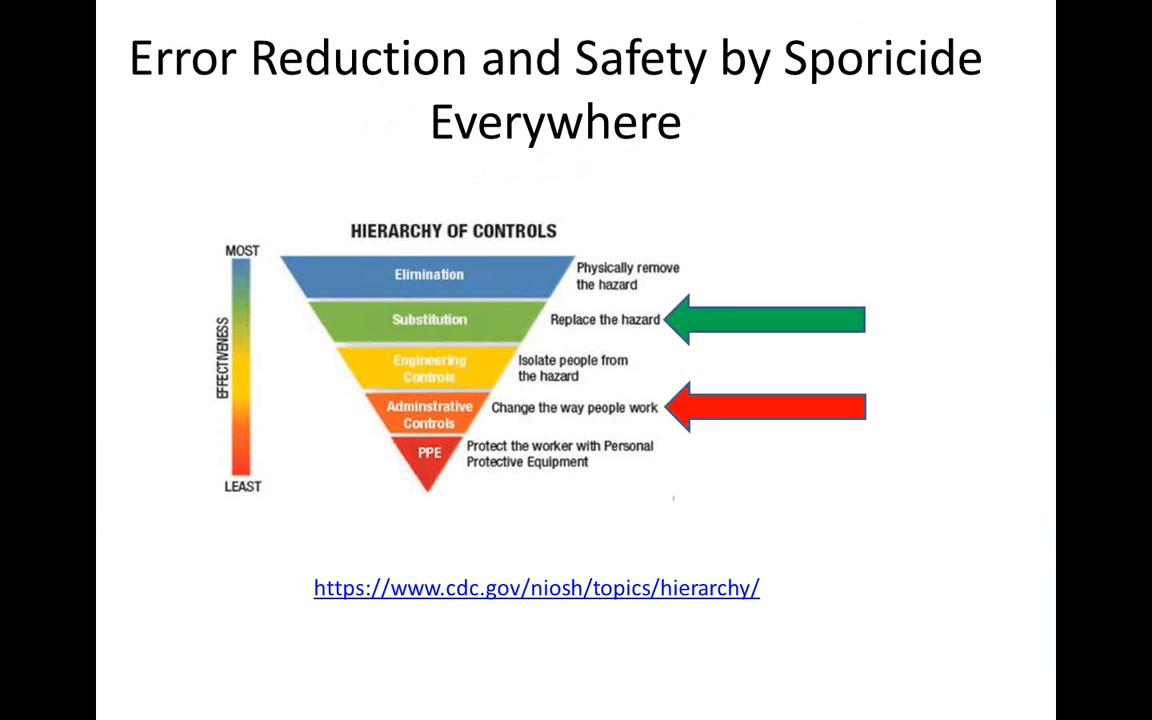 Error Reduction and Safety by Sporicide
Everywhere
HIERARCHY OF CONTROLS
MOST
EFFECTIVENESS
LEAST
Elimination
Physically remove
the hazard
Substitution
Replace the hazard
Engineering
Controls
Isolate people from
the hazard
Adminstrative
Controls
Change the way people work
PPE
Protect the worker with Personal
Protective Equipment
https://www.cdc.gov/niosh/topics/hierarchy/